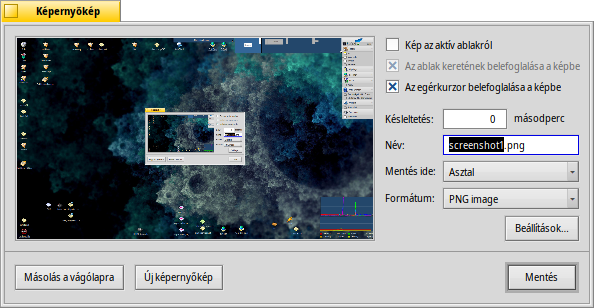 Képernyőkép
Kép az aktív ablakról
Az ablak keretének belefoglalása a képbe
Az egérkurzor belefoglalása a képbe
Késleltetés: 0 másodperc
Név: screenshot1.png
Mentés ide: Asztal
Formátum: PNG image
Beállítások...
Másolás a vágólapra
Új képernyőkép
Mentés